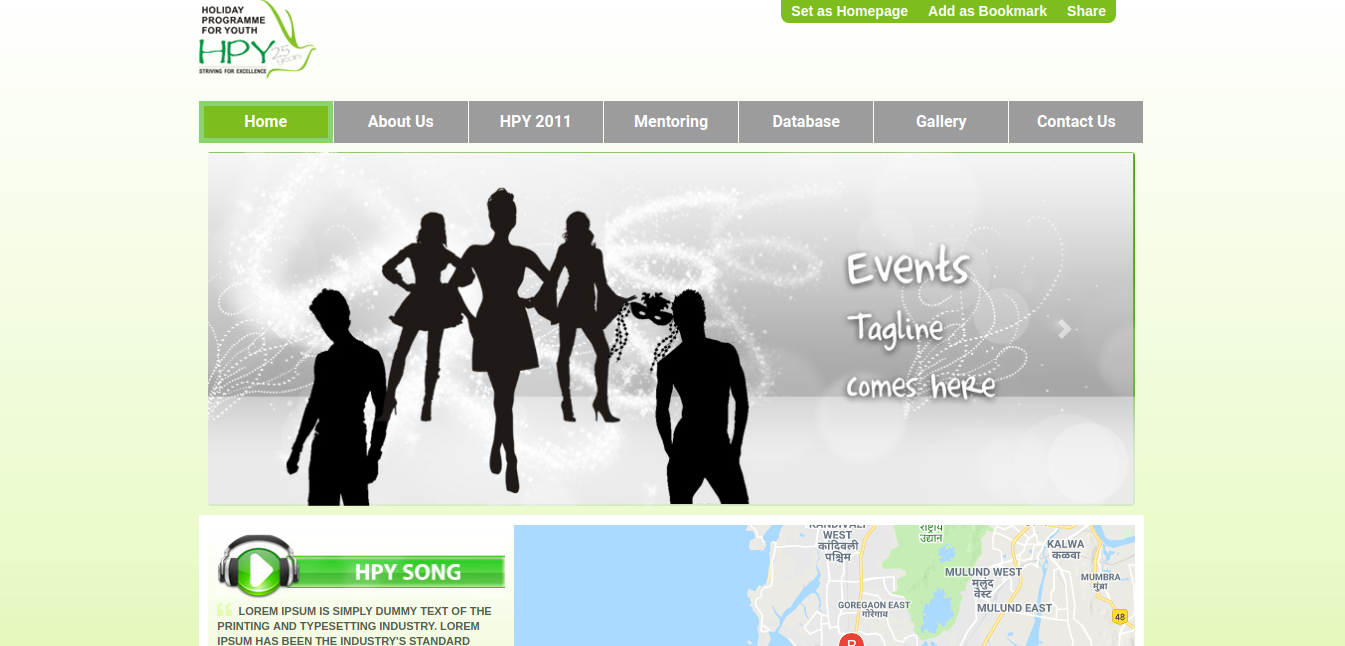 HOLIDAY
PROGRAMME
FOR YOUTH
HPY 25 years
STRIVING FOR EXCELLENCE
Set as Homepage Add as Bookmark Share
Home About Us HPY 2011 Mentoring Database Gallery Contact Us
Events
Tagline
comes here
HPY SONG
LOREM IPSUM IS SIMPLY DUMMY TEXT OF THE
PRINTING AND TYPESETTING INDUSTRY. LOREM
IPSUM HAS BEEN THE INDUSTRY'S STANDARD
KANDIVALI
WEST
कांदिवली
पश्चिम
राष्ट्रीय
उद्यान
KALWA
कळवा
MULUND WEST
मुलुंड
वेस्ट
MUMBRA
मुंब्रा
GOREGAON EAST
गोरेगाव
MULUND EAST
48